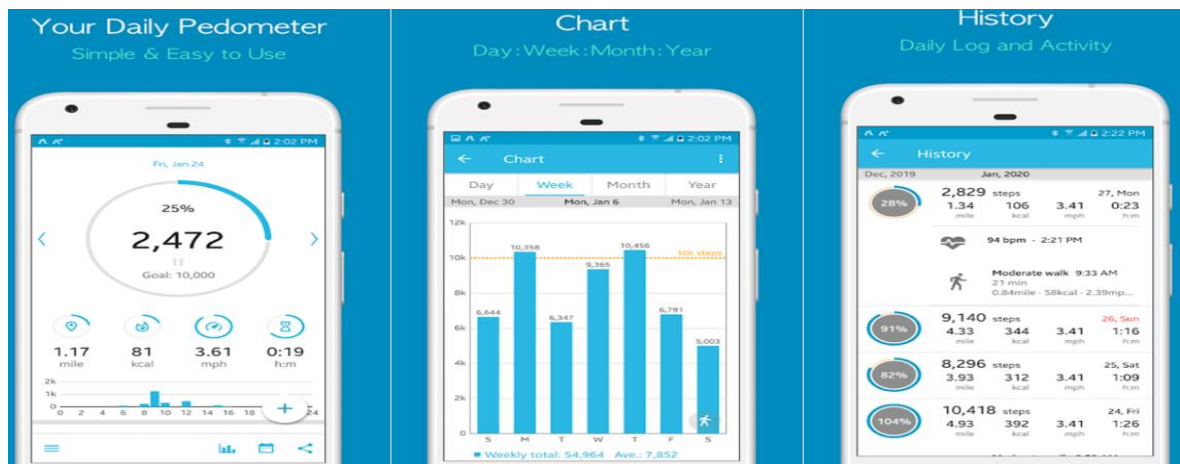 Your Daily Pedometer
Simple & Easy to Use
2:02 PM
Fri, Jan 24
25%
2,472
Goal: 10,000
1.17 81 3.61 0:19
mile kcal mph h:m
2k
1k
0
0 2 4 6 8 10 12 14 16 18 24
+
Chart
Day:Week:Month:Year
2:02 PM
Chart
Day Week Month Year
Mon, Dec 30 Mon, Jan 6 Mon, Jan 13
12k
10,358 10,456
10k 10k steps
9,365
8k
6,644 6,347 6,791
6k
5,003
4k
2k
0
S M T W T F S
Weekly total: 54,964 Ave.: 7,852
History
Daily Log and Activity
2:22 PM
History
Dec, 2019 Jan, 2020
28% 2,829 steps 27, Mon
1.34 106 3.41 0:23
mile kcal mph h:m
94 bpm - 2:21 PM
Moderate walk 9:33 AM
21 min
0.84mile - 58kcal - 2.39mp...
91% 9,140 steps 26, Sun
4.33 344 3.41 1:16
mile kcal mph h:m
82% 8,296 steps 25, Sat
3.93 312 3.41 1:09
mile kcal mph h:m
104% 10,418 steps 24, Fri
4.93 392 3.41 1:26
mile kcal mph h:m